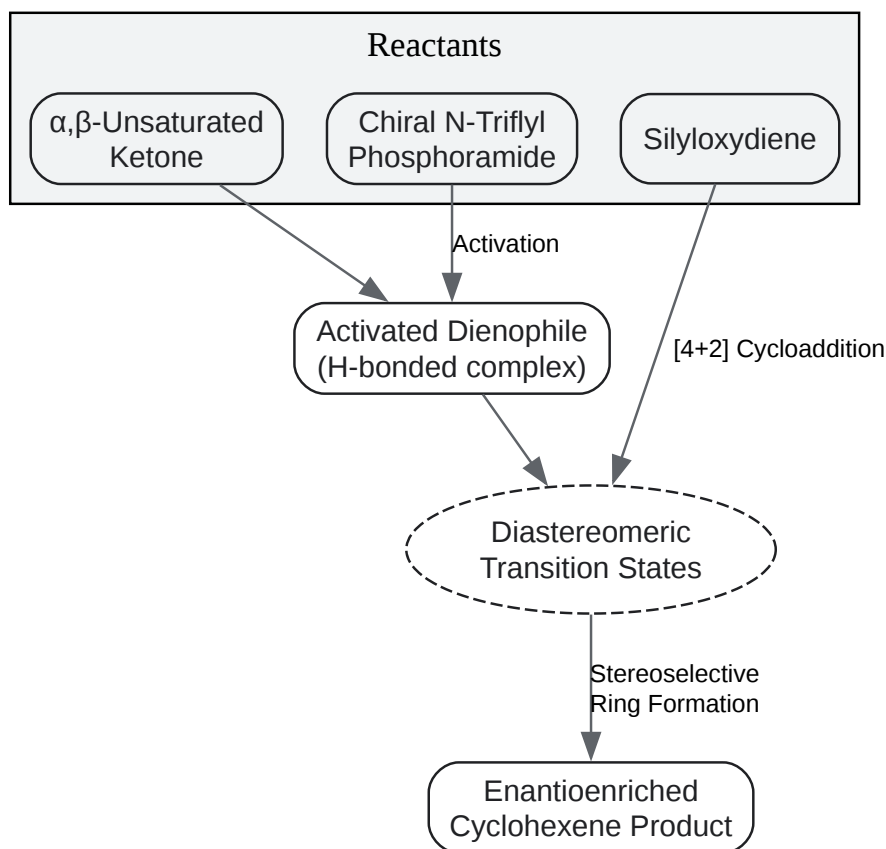 Reactants
α,β-Unsaturated
Ketone
Chiral N-Triflyl
Phosphoramide
Silyloxydiene
Activation
Activated Dienophile
(H-bonded complex)
[4+2] Cycloaddition
Diastereomeric
Transition States
Stereoselective
Ring Formation
Enantioenriched
Cyclohexene Product